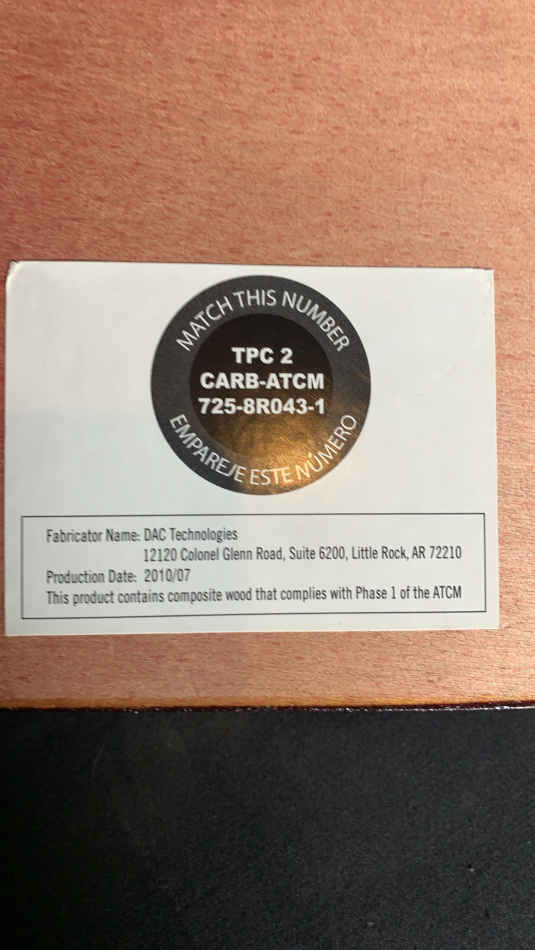 MATCH THIS NUMBER
TPC 2
CARB-ATCM
725-8R043-1
EMPAREJE ESTE NÚMERO
Fabricator Name: DAC Technologies
12120 Colonel Glenn Road, Suite 6200, Little Rock, AR 72210
Production Date: 2010/07
This product contains composite wood that complies with Phase 1 of the ATCM